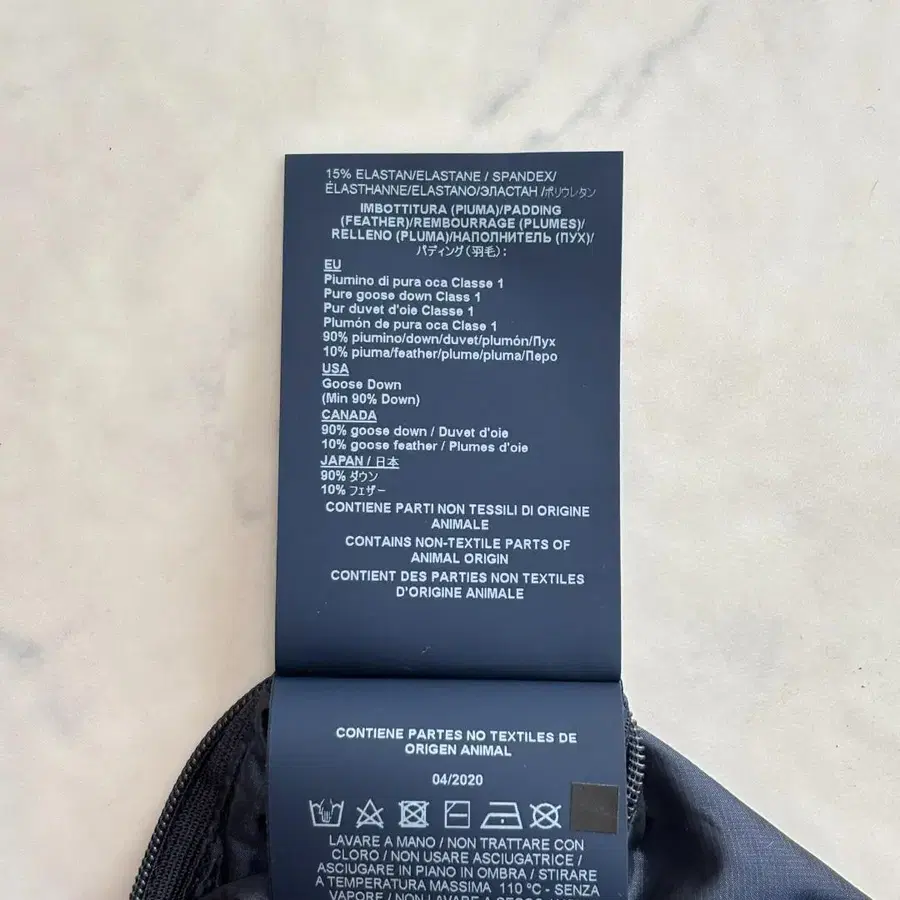 15% ELASTAN/ELASTANE / SPANDEX/
ÉLASTHANNE/ELASTANO/ЭЛАСТАН /ポリウレタン
IMBOTTITURA (PIUMA)/PADDING
(FEATHER)/REMBOURRAGE (PLUMES)/
RELLENO (PLUMA)/НАПОЛНИТЕЛЬ (ПУХ)/
パディング(羽毛):
EU
Piumino di pura oca Classe 1
Pure goose down Class 1
Pur duvet d'oie Classe 1
Plumón de pura oca Clase 1
90% piumino/down/duvet/plumón/Пух
10% piuma/feather/plume/pluma/Перо
USA
Goose Down
(Min 90% Down)
CANADA
90% goose down / Duvet d'oie
10% goose feather / Plumes d'oie
JAPAN / 日本
90% ダウン
10% フェザー
CONTIENE PARTI NON TESSILI DI ORIGINE
ANIMALE
CONTAINS NON-TEXTILE PARTS OF
ANIMAL ORIGIN
CONTIENT DES PARTIES NON TEXTILES
D'ORIGINE ANIMALE
CONTIENE PARTES NO TEXTILES DE
ORIGEN ANIMAL
04/2020
LAVARE A MANO / NON TRATTARE CON
CLORO / NON USARE ASCIUGATRICE /
ASCIUGARE IN PIANO IN OMBRA / STIRARE
A TEMPERATURA MASSIMA 110 °C - SENZA
VAPORE / NON LAVARE A SECCO